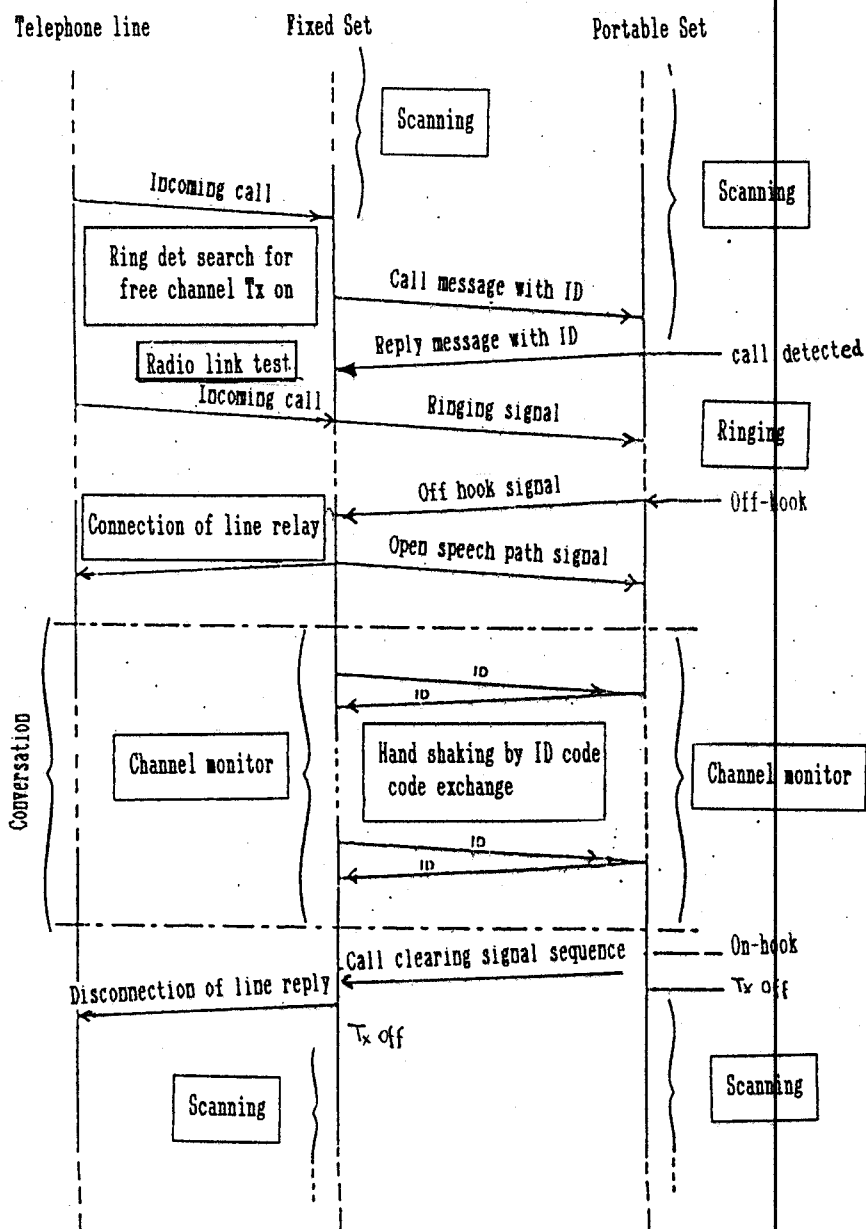 Telephone line
Fixed Set
Portable Set
Scanning
Scanning
Incoming call
Ring det search for
free channel Tx on
Call message with ID
Reply message with ID
call detected
Radio link test
Incoming call
Ringing signal
Ringing
Off hook signal
Off-hook
Connection of line relay
Open speech path signal
Conversation
ID
ID
Channel monitor
Hand shaking by ID code
code exchange
Channel monitor
ID
ID
On-hook
Call clearing signal sequence
Tx off
Disconnection of line reply
Tx off
Scanning
Scanning